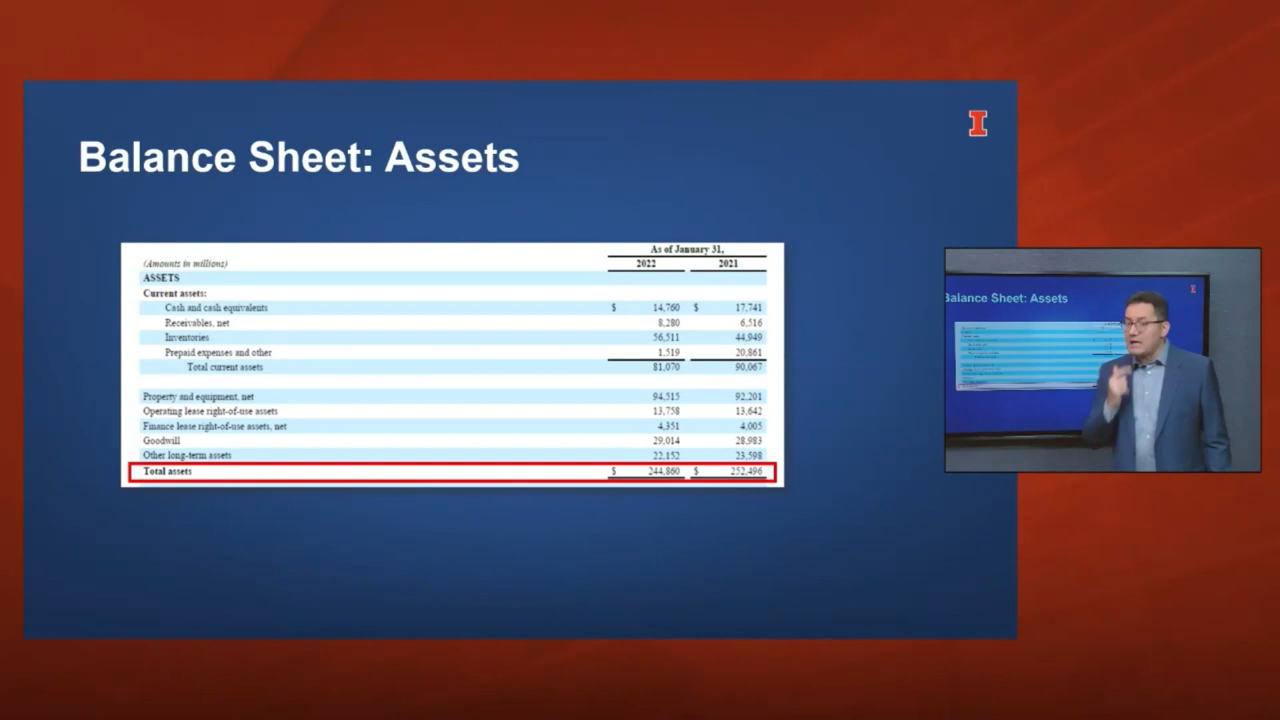 I
Balance Sheet: Assets
As of January 31,
(Amounts in millions) 2022 2021
ASSETS
Current assets:
Cash and cash equivalents $ 14,760 $ 17,741
Receivables, net 8,280 6,516
Inventories 56,511 44,949
Prepaid expenses and other 1,519 20,861
Total current assets 81,070 90,067
Property and equipment, net 94,515 92,201
Operating lease right-of-use assets 13,758 13,642
Finance lease right-of-use assets, net 4,351 4,005
Goodwill 29,014 28,983
Other long-term assets 22,152 23,598
Total assets $ 244,860 $ 252,496
I
Balance Sheet: Assets